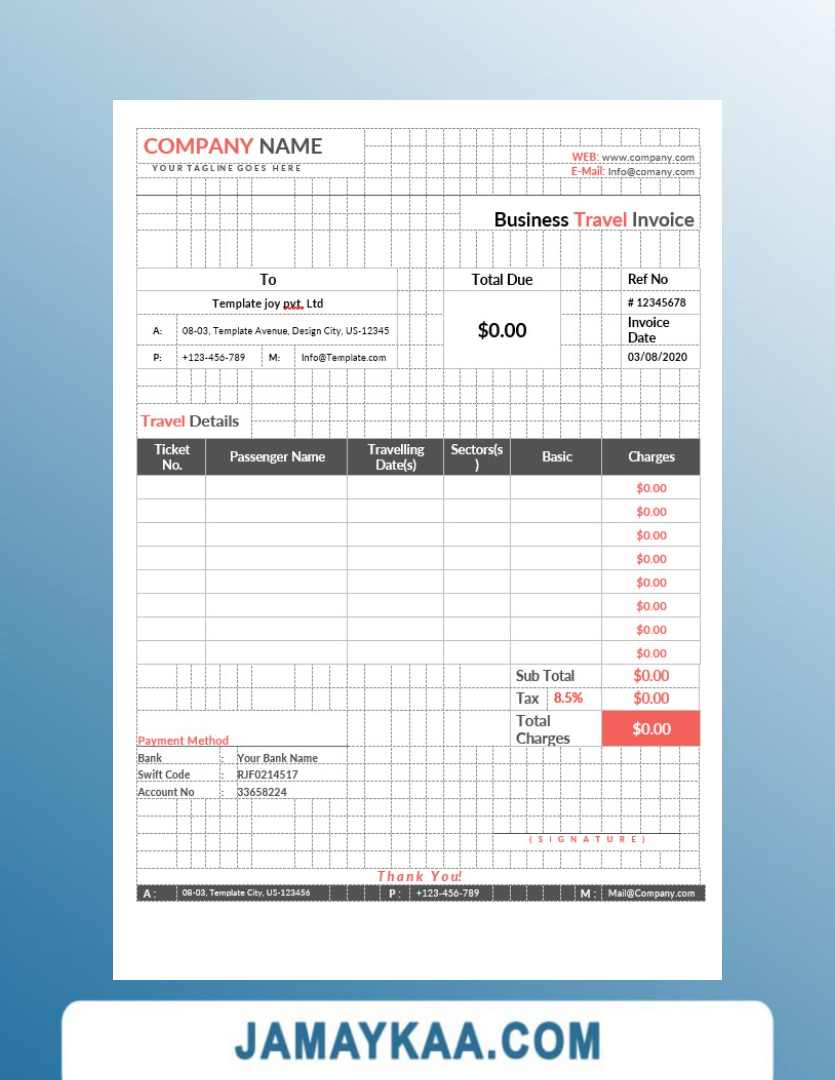 COMPANY NAME
YOUR TAGLINE GOES HERE
WEB: www.company.com
E-Mail: Info@comany.com
Business Travel Invoice
To
Template joy pvt, Ltd
A: 08-03, Template Avenue, Design City, US-12345
P: +123-456-789 M: Info@Template.com
Total Due
$0.00
Ref No
# 12345678
Invoice
Date
03/08/2020
Travel Details
Ticket No. Passenger Name Travelling Date(s) Sectors(s) Basic Charges
$0.00
$0.00
$0.00
$0.00
$0.00
$0.00
$0.00
$0.00
Sub Total $0.00
Tax 8.5% $0.00
Total Charges $0.00
Payment Method
Bank : Your Bank Name
Swift Code : RJF0214517
Account No : 33658224
( S I G N A T U R E )
Thank You!
A : 08-03, Template City, US-123456 P : +123-456-789 M : Mail@Company.com
JAMAYKAA.COM